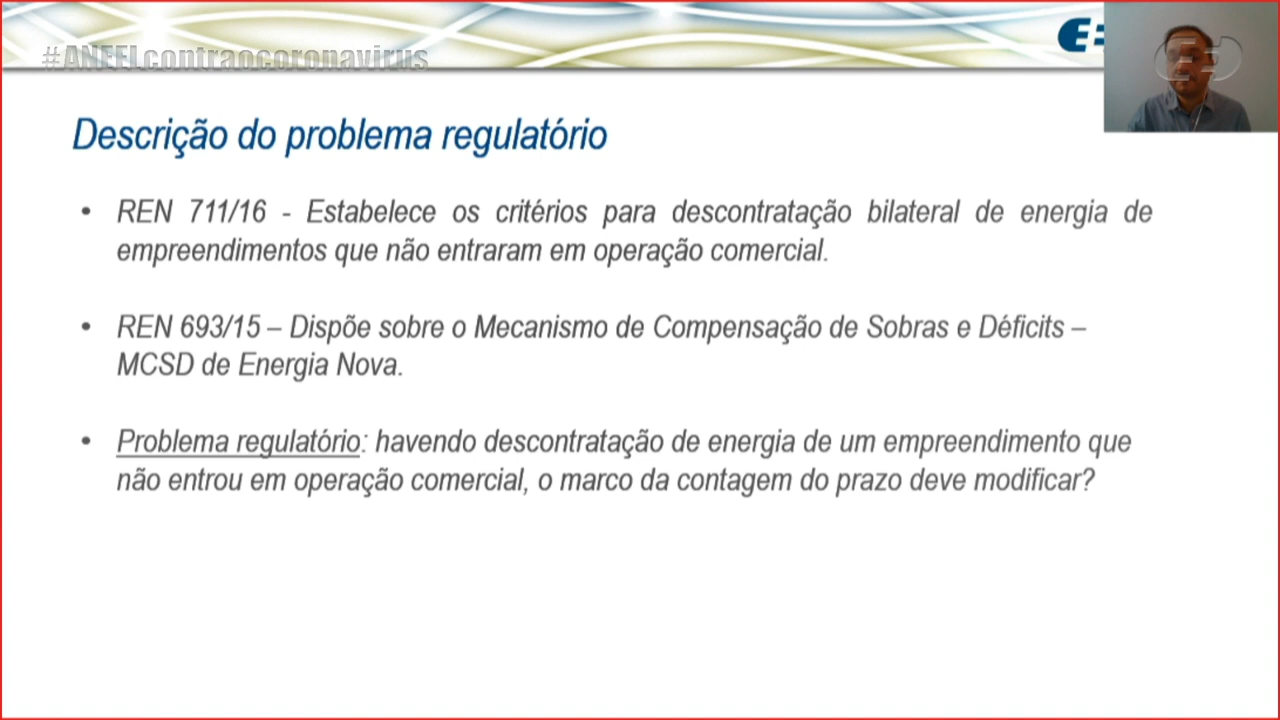 #ANEELcontraocoronavirus
Descrição do problema regulatório
• REN 711/16 - Estabelece os critérios para descontratação bilateral de energia de
empreendimentos que não entraram em operação comercial.
• REN 693/15 – Dispõe sobre o Mecanismo de Compensação de Sobras e Déficits –
MCSD de Energia Nova.
• Problema regulatório: havendo descontratação de energia de um empreendimento que
não entrou em operação comercial, o marco da contagem do prazo deve modificar?